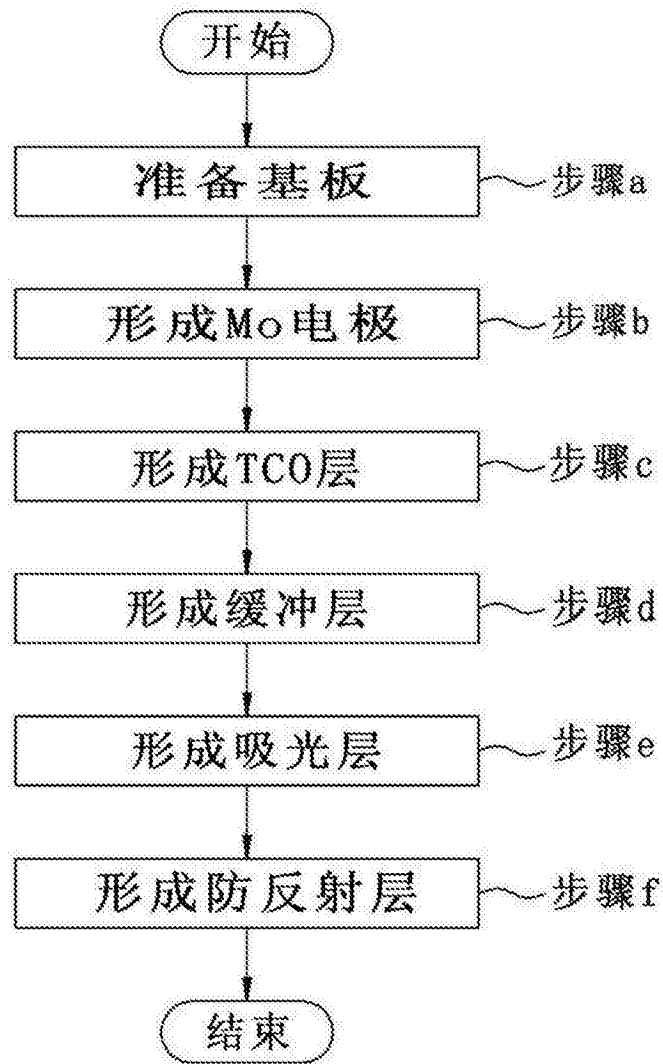 开始
准备基板
步骤a
形成Mo电极
步骤b
形成TCO层
步骤c
形成缓冲层
步骤d
形成吸光层
步骤e
形成防反射层
步骤f
结束